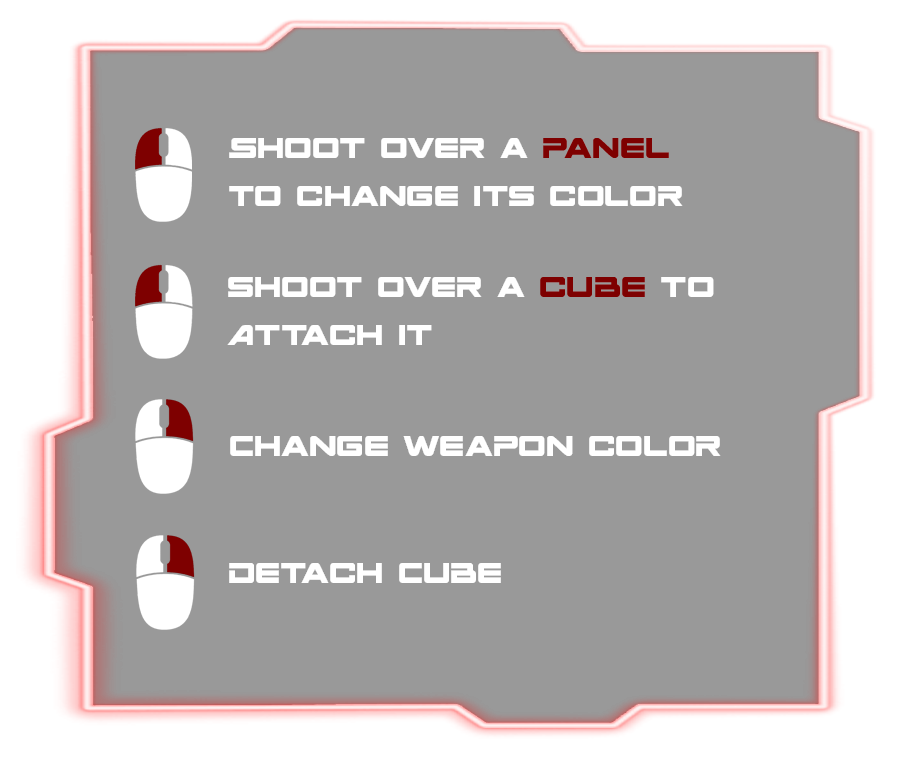 SHOOT OVER A PANEL
TO CHANGE ITS COLOR
SHOOT OVER A CUBE TO
ATTACH IT
CHANGE WEAPON COLOR
DETACH CUBE